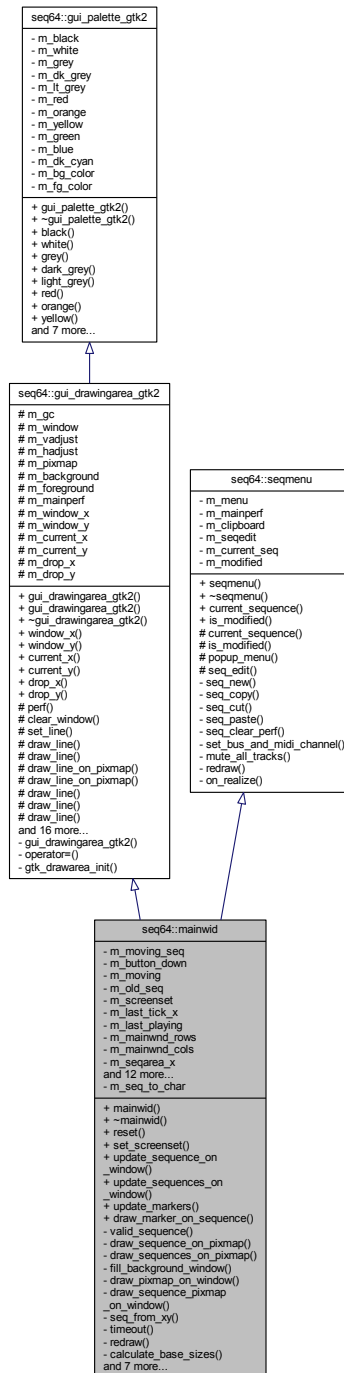 seq64::gui_palette_gtk2
- m_black
- m_white
- m_grey
- m_dk_grey
- m_lt_grey
- m_red
- m_orange
- m_yellow
- m_green
- m_blue
- m_dk_cyan
- m_bg_color
- m_fg_color
+ gui_palette_gtk2()
+ ~gui_palette_gtk2()
+ black()
+ white()
+ grey()
+ dark_grey()
+ light_grey()
+ red()
+ orange()
+ yellow()
and 7 more...
seq64::gui_drawingarea_gtk2
# m_gc
# m_window
# m_vadjust
# m_hadjust
# m_pixmap
# m_background
# m_foreground
# m_mainperf
# m_window_x
# m_window_y
# m_current_x
# m_current_y
# m_drop_x
# m_drop_y
+ gui_drawingarea_gtk2()
+ gui_drawingarea_gtk2()
+ ~gui_drawingarea_gtk2()
+ window_x()
+ window_y()
+ current_x()
+ current_y()
+ drop_x()
+ drop_y()
# perf()
# clear_window()
# set_line()
# draw_line()
# draw_line()
# draw_line_on_pixmap()
# draw_line_on_pixmap()
# draw_line()
# draw_line()
# draw_line()
and 16 more...
- gui_drawingarea_gtk2()
- operator=()
- gtk_drawarea_init()
seq64::seqmenu
- m_menu
- m_mainperf
- m_clipboard
- m_seqedit
- m_current_seq
- m_modified
+ seqmenu()
+ ~seqmenu()
+ current_sequence()
+ is_modified()
# current_sequence()
# is_modified()
# popup_menu()
# seq_edit()
- seq_new()
- seq_copy()
- seq_cut()
- seq_paste()
- seq_clear_perf()
- set_bus_and_midi_channel()
- mute_all_tracks()
- redraw()
- on_realize()
seq64::mainwid
- m_moving_seq
- m_button_down
- m_moving
- m_old_seq
- m_screenset
- m_last_tick_x
- m_last_playing
- m_mainwnd_rows
- m_mainwnd_cols
- m_seqarea_x
and 12 more...
- m_seq_to_char
+ mainwid()
+ ~mainwid()
+ reset()
+ set_screenset()
+ update_sequence_on
_window()
+ update_sequences_on
_window()
+ update_markers()
+ draw_marker_on_sequence()
- valid_sequence()
- draw_sequence_on_pixmap()
- draw_sequences_on_pixmap()
- fill_background_window()
- draw_pixmap_on_window()
- draw_sequence_pixmap
_on_window()
- seq_from_xy()
- timeout()
- redraw()
- calculate_base_sizes()
and 7 more...